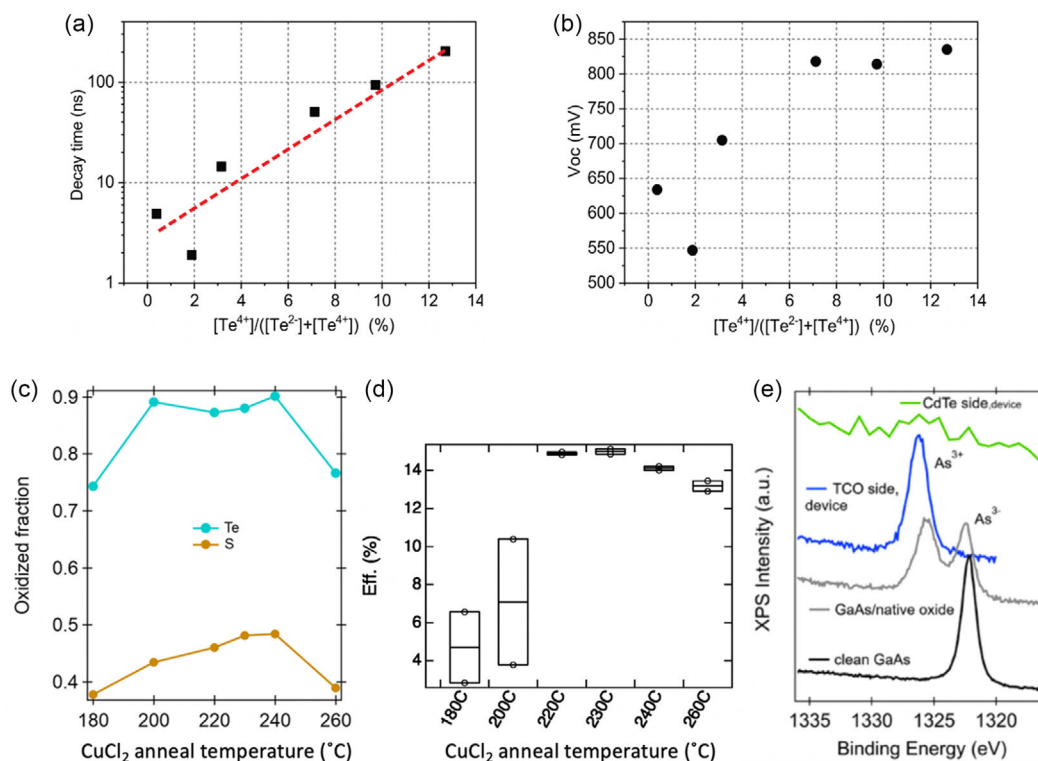 (a)
100
10
1
Decay time (ns)
0 2 4 6 8 10 12 14
[Te⁴⁺]/([Te²⁻]+[Te⁴⁺]) (%)
(b)
850
800
750
700
650
600
550
500
Voc (mV)
0 2 4 6 8 10 12 14
[Te⁴⁺]/([Te²⁻]+[Te⁴⁺]) (%)
(c)
0.9
0.8
0.7
0.6
0.5
0.4
Oxidized fraction
Te
S
180 200 220 240 260
CuCl₂ anneal temperature (˚C)
(d)
14
12
10
8
6
4
Eff. (%)
180C 200C 220C 230C 240C 260C
CuCl₂ anneal temperature (˚C)
(e)
XPS Intensity (a.u.)
CdTe side,device
As³⁺
TCO side,
device
As³⁻
GaAs/native oxide
clean GaAs
1335 1330 1325 1320
Binding Energy (eV)